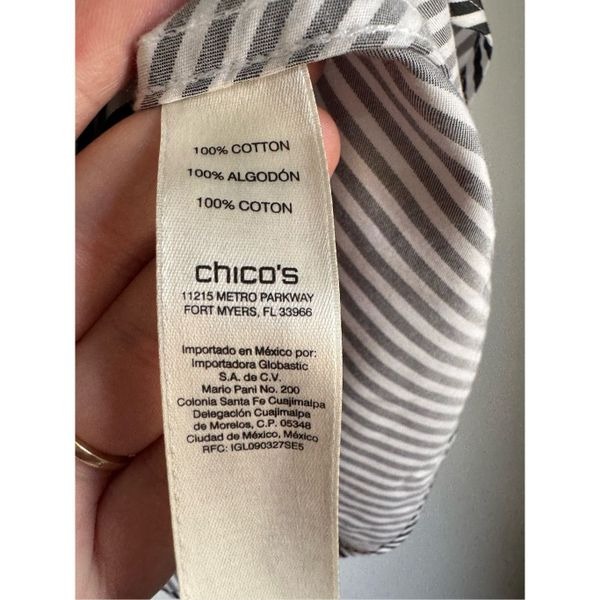 100% COTTON
100% ALGODÓN
100% COTON
chico's
11215 METRO PARKWAY
FORT MYERS, FL 33966
Importado en México por:
Importadora Globastic
S.A. de C.V.
Mario Pani No. 200
Colonia Santa Fe Cuajimalpa
Delegación Cuajimalpa
de Morelos, C.P. 05348
Ciudad de México, México
RFC: IGL090327SE5